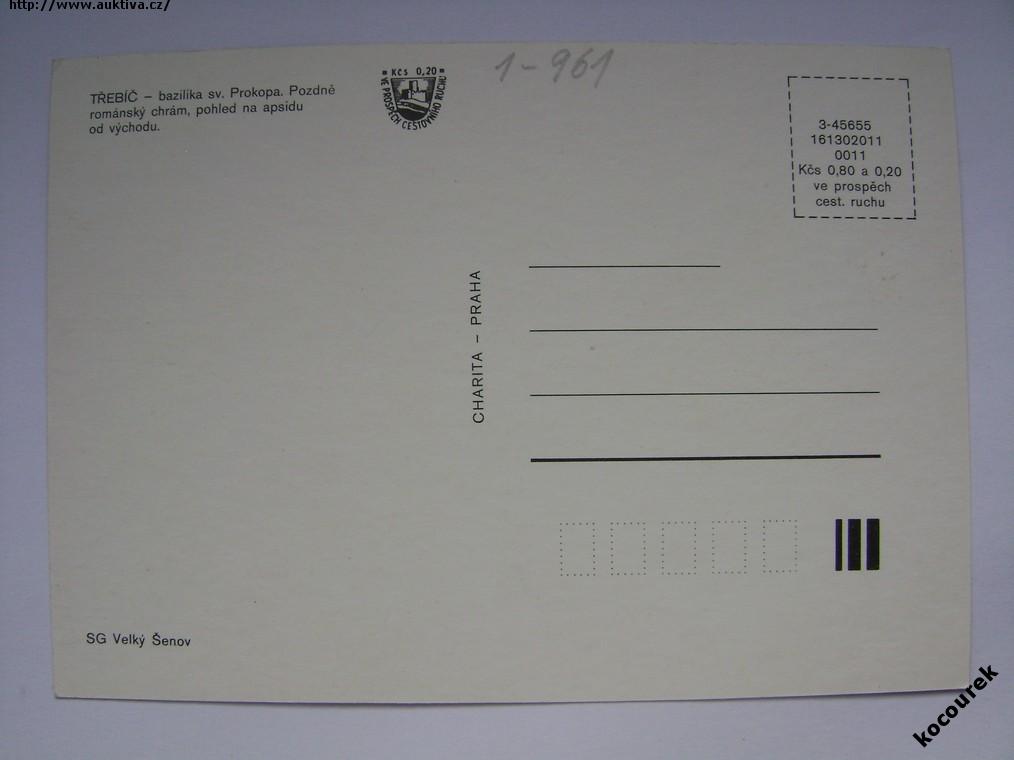 http://www.auktiva.cz/
1-961
TŘEBÍČ – bazilika sv. Prokopa. Pozdně
románský chrám, pohled na apsidu
od východu.
Kčs 0,20
VE PROSPĚCH CESTOVNÍHO RUCHU
3-45655
161302011
0011
Kčs 0,80 a 0,20
ve prospěch
cest. ruchu
CHARITA – PRAHA
SG Velký Šenov
kocourek